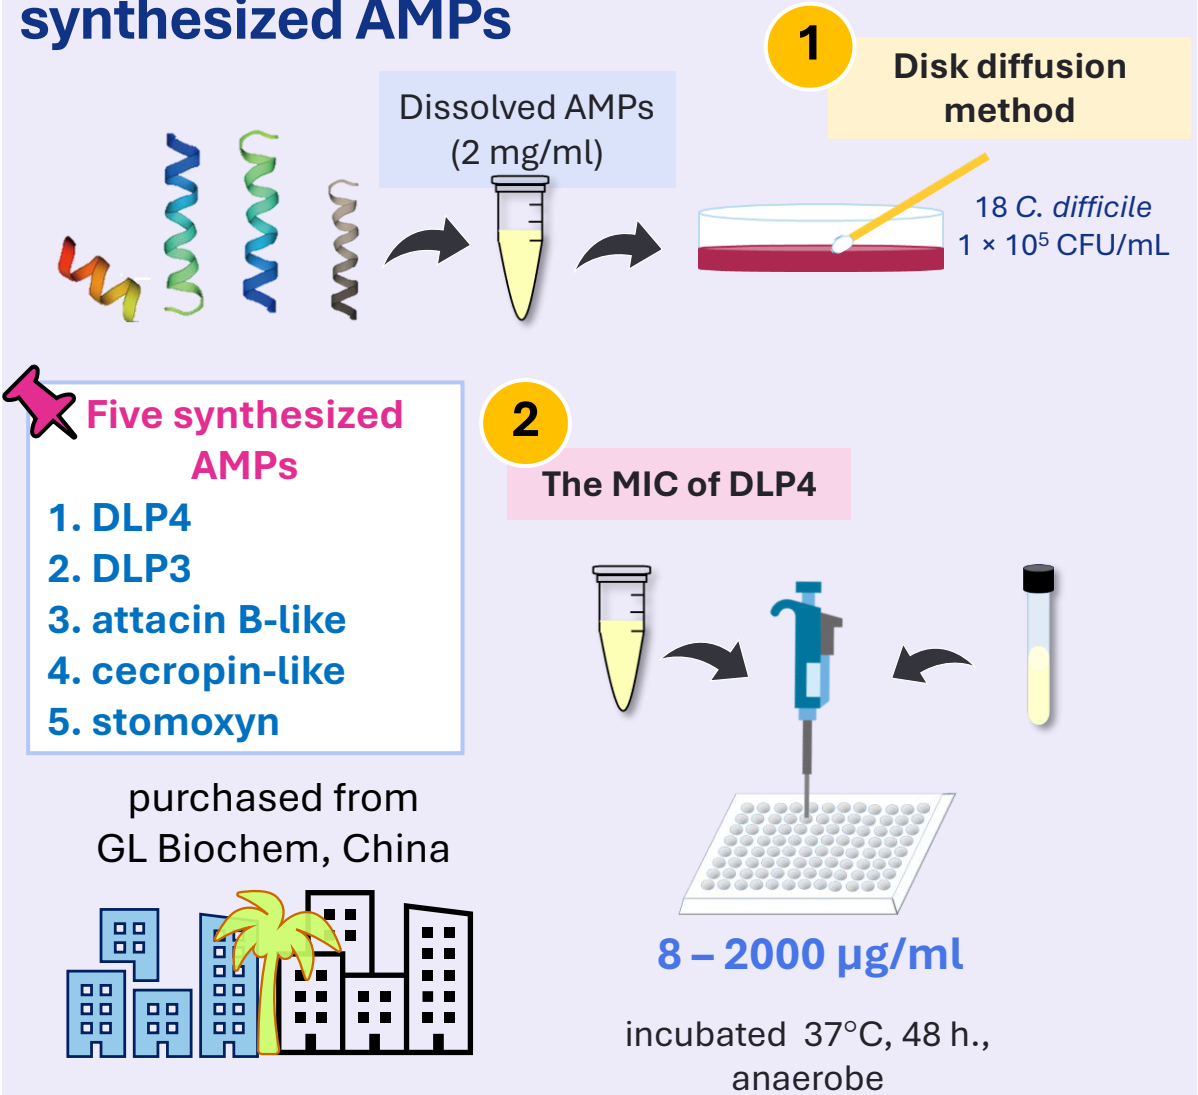 synthesized AMPs
1
Disk diffusion
method
Dissolved AMPs
(2 mg/ml)
18 C. difficile
1 × 10⁵ CFU/mL
Five synthesized
AMPs
1. DLP4
2. DLP3
3. attacin B-like
4. cecropin-like
5. stomoxyn
purchased from
GL Biochem, China
2
The MIC of DLP4
8 – 2000 µg/ml
incubated 37°C, 48 h.,
anaerobe